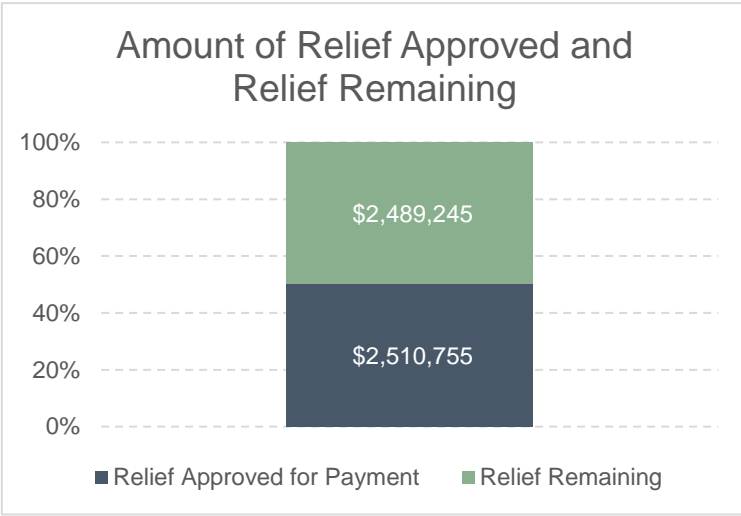 Amount of Relief Approved and
Relief Remaining
100%
80%
60%
40%
20%
0%
$2,489,245
$2,510,755
Relief Approved for Payment
Relief Remaining